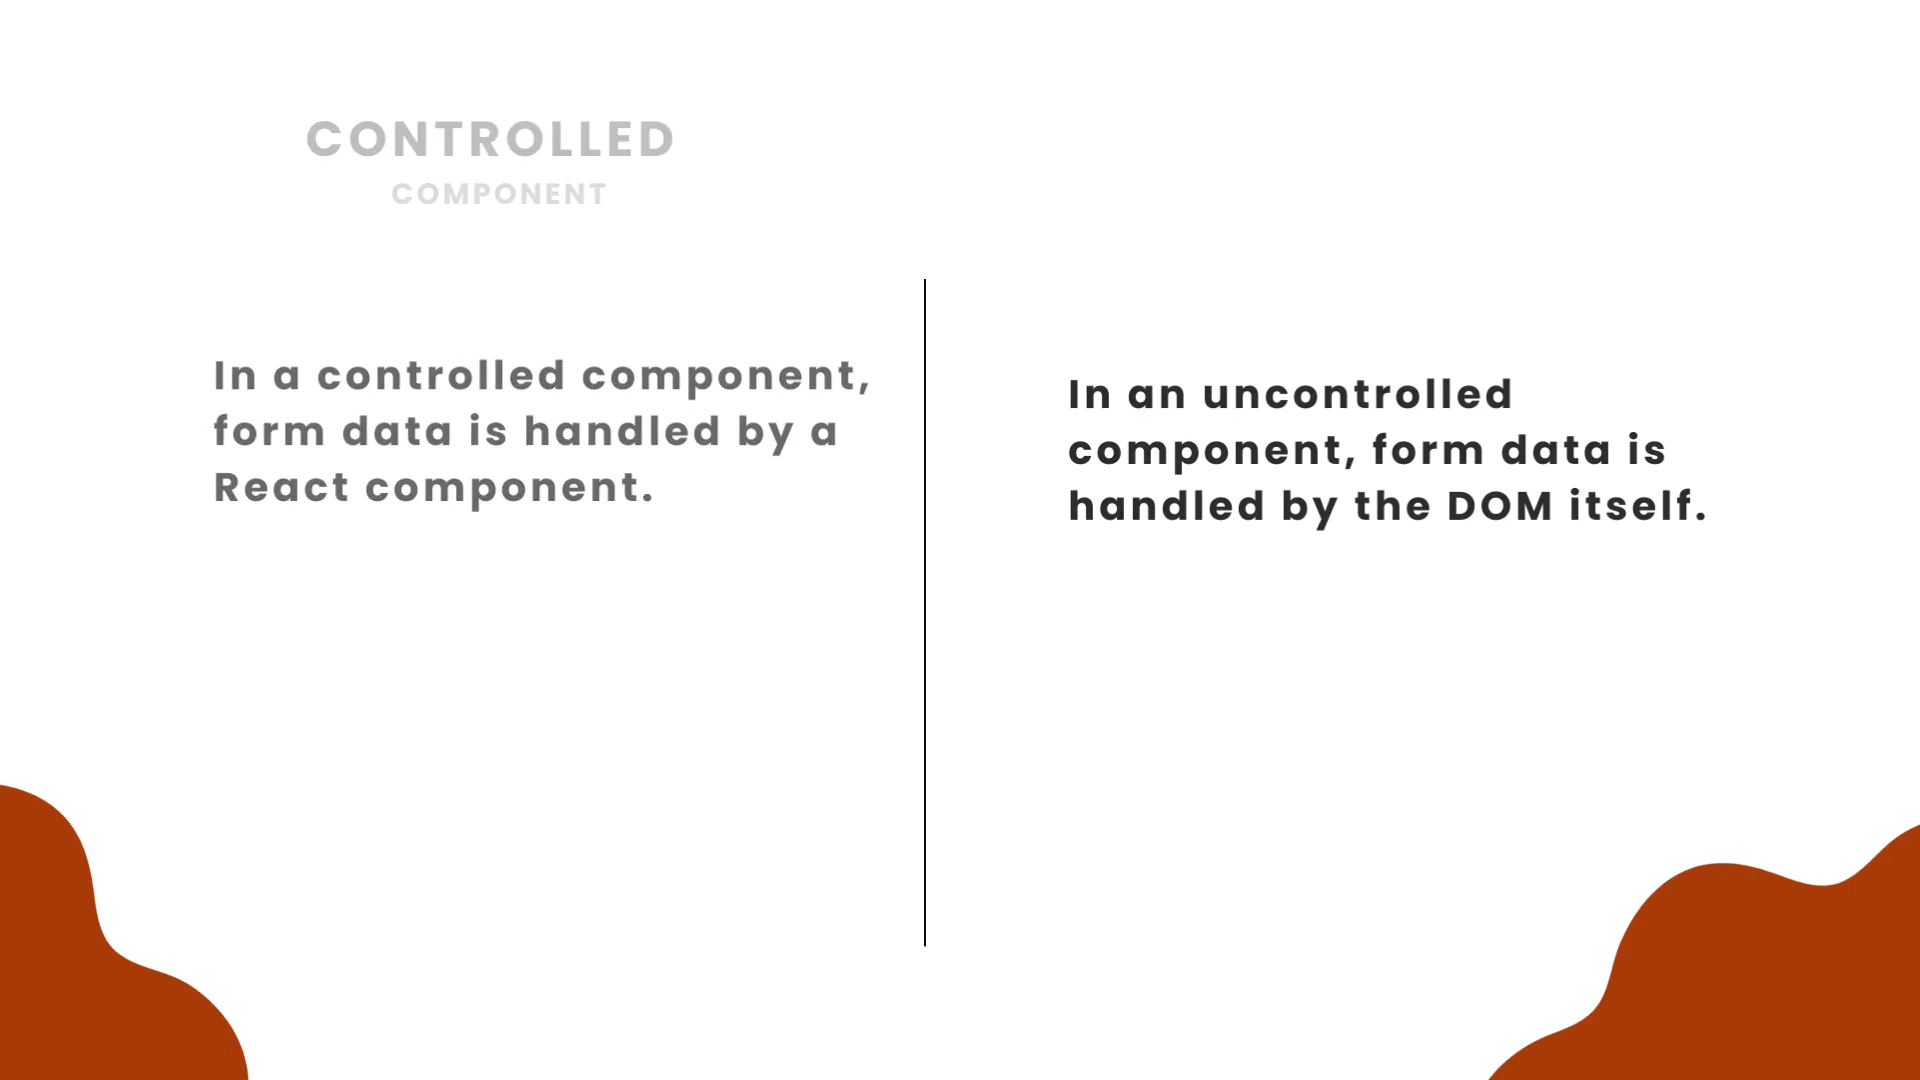 CONTROLLED
COMPONENT
In a controlled component,
form data is handled by a
React component.
In an uncontrolled
component, form data is
handled by the DOM itself.